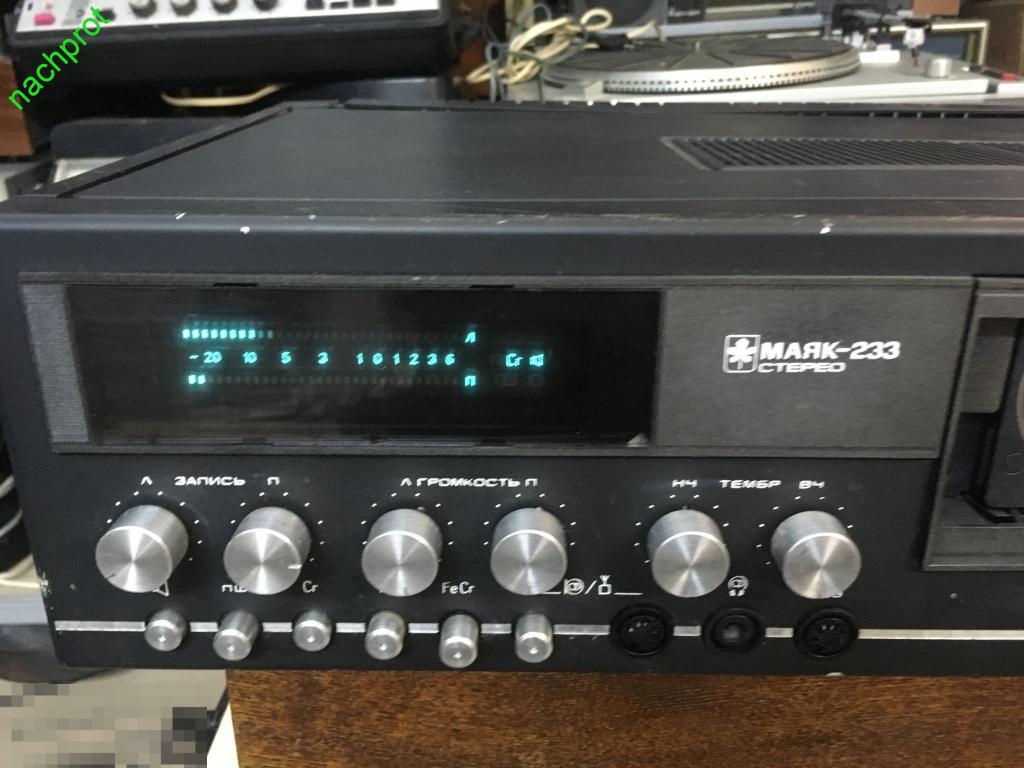 nachprot
Л
- 20 10 5 3 1 0 1 2 3 6 Cr
П
МАЯК-233
СТЕРЕО
Л ЗАПИСЬ П Л ГРОМКОСТЬ П НЧ ТЕМБР ВЧ
Cr FeCr